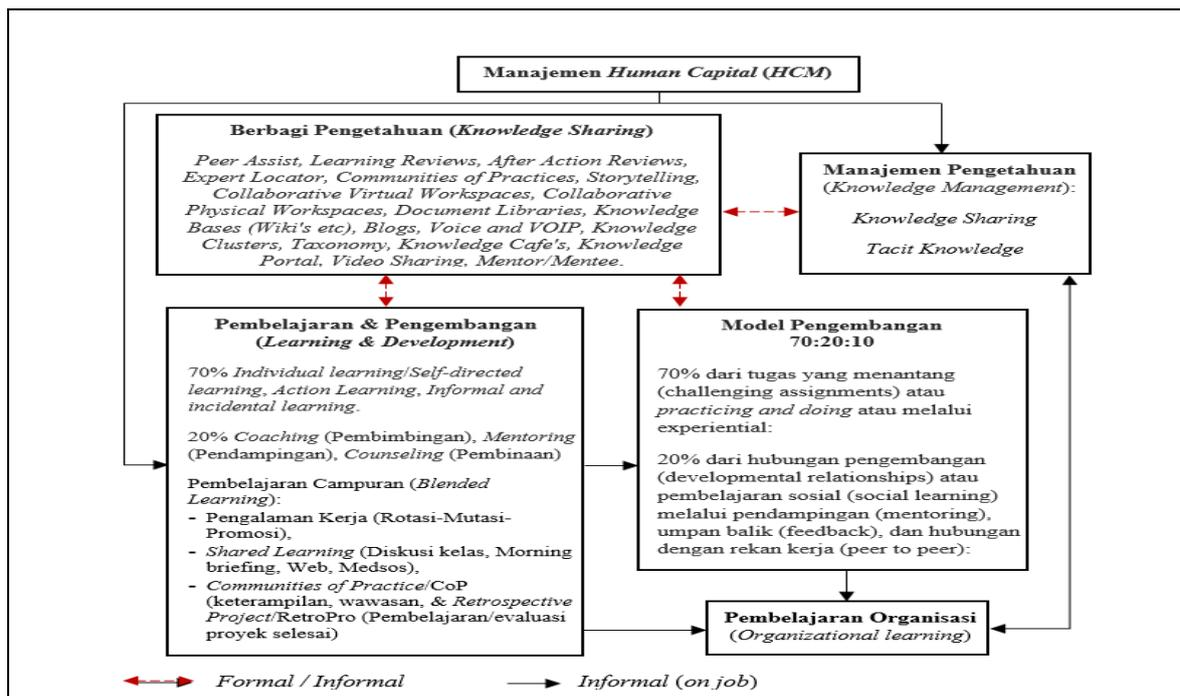 Manajemen Human Capital (HCM)
Berbagi Pengetahuan (Knowledge Sharing)
Peer Assist, Learning Reviews, After Action Reviews,
Expert Locator, Communities of Practices, Storytelling,
Collaborative Virtual Workspaces, Collaborative
Physical Workspaces, Document Libraries, Knowledge
Bases (Wiki's etc), Blogs, Voice and VOIP, Knowledge
Clusters, Taxonomy, Knowledge Cafe's, Knowledge
Portal, Video Sharing, Mentor/Mentee.
Manajemen Pengetahuan
(Knowledge Management):
Knowledge Sharing
Tacit Knowledge
Pembelajaran & Pengembangan
(Learning & Development)
70% Individual learning/Self-directed
learning, Action Learning, Informal and
incidental learning.
20% Coaching (Pembimbingan), Mentoring
(Pendampingan), Counseling (Pembinaan)
Pembelajaran Campuran (Blended
Learning):
- Pengalaman Kerja (Rotasi-Mutasi-
Promosi),
- Shared Learning (Diskusi kelas, Morning
briefing, Web, Medsos),
- Communities of Practice/CoP
(keterampilan, wawasan, & Retrospective
Project/RetroPro (Pembelajaran/evaluasi
proyek selesai)
Model Pengembangan
70:20:10
70% dari tugas yang menantang
(challenging assignments) atau
practicing and doing atau melalui
experiential:
20% dari hubungan pengembangan
(developmental relationships) atau
pembelajaran sosial (social learning)
melalui pendampingan (mentoring),
umpan balik (feedback), dan hubungan
dengan rekan kerja (peer to peer):
Pembelajaran Organisasi
(Organizational learning)
Formal / Informal
Informal (on job)